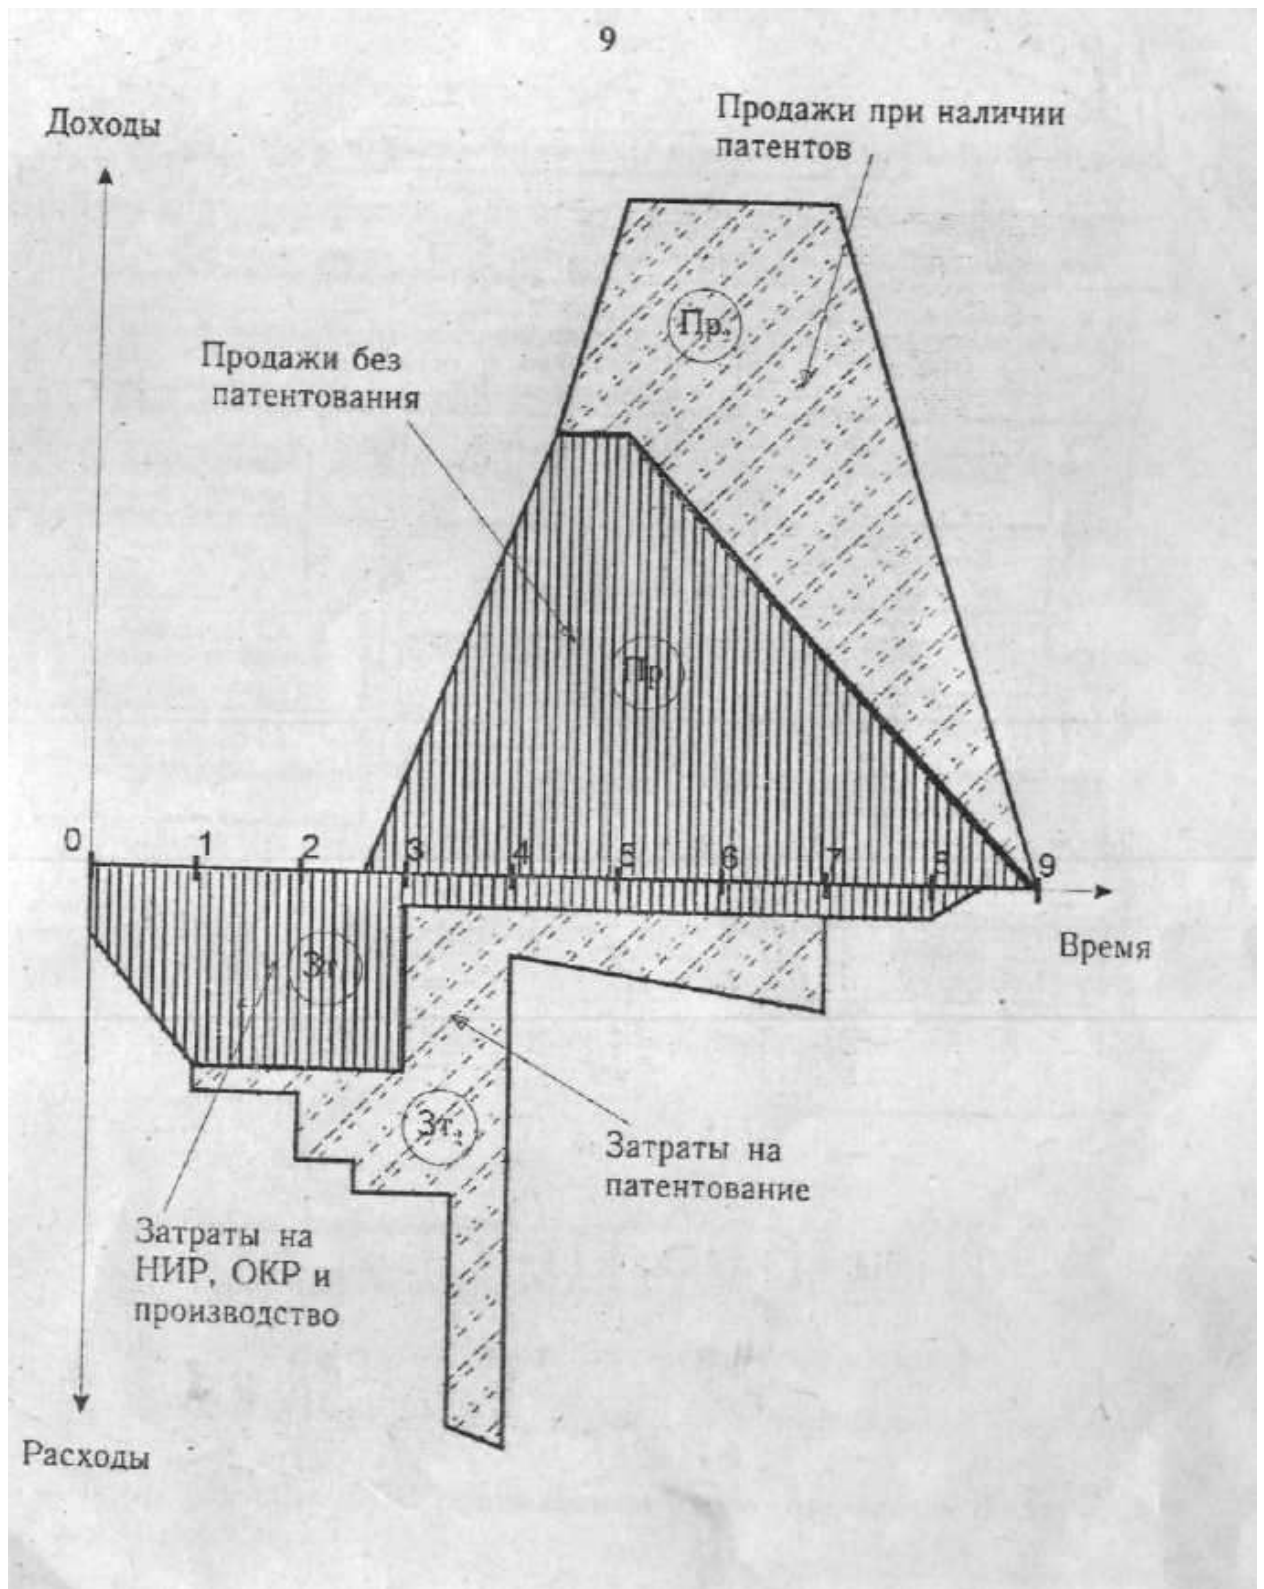 9
Доходы
Продажи при наличии
патентов
Пр.
Продажи без
патентования
Пр
0 1 2 3 4 5 6 7 8 9
Время
Зт
Зт.
Затраты на
патентование
Затраты на
НИР, ОКР и
производство
Расходы